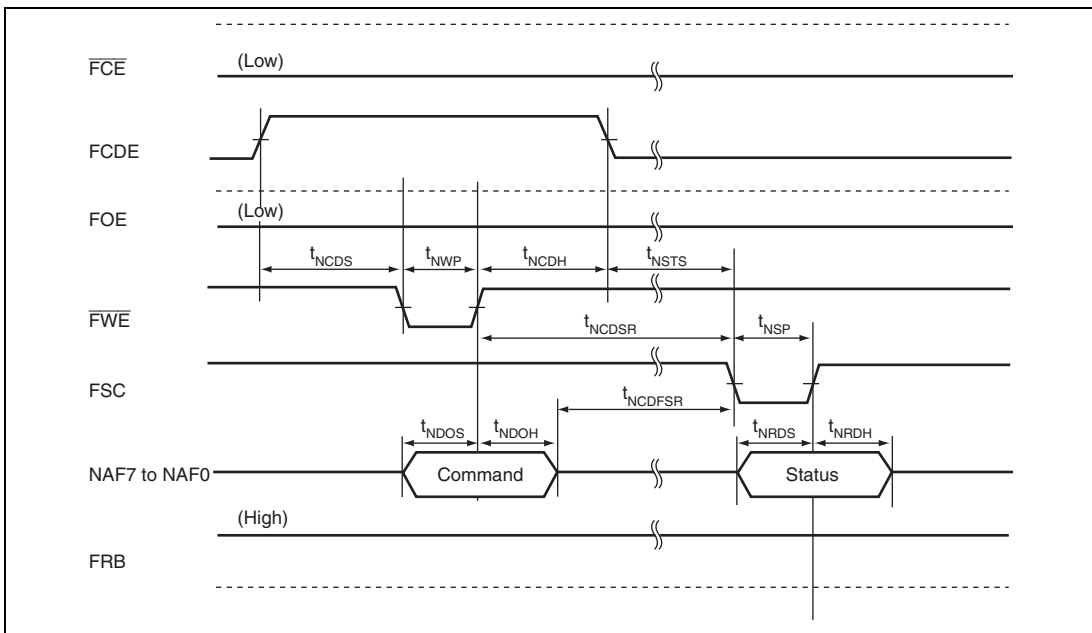 (Low)
FCE
FCDE
(Low)
FOE
tNCDS tNWP tNCDH tNSTS
FWE
tNCDSR tNSP
FSC
tNCDFSR
tNDOS tNDOH tNRDS tNRDH
NAF7 to NAF0 Command Status
(High)
FRB